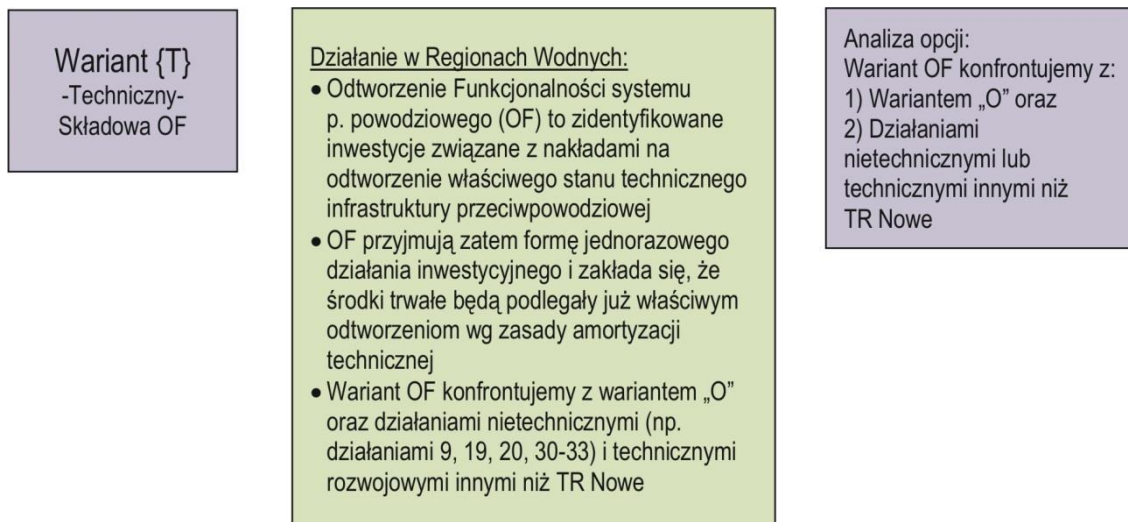 Wariant {T}
-Techniczny-
Składowa OF
Działanie w Regionach Wodnych:
• Odtworzenie Funkcjonalności systemu
p. powodziowego (OF) to zidentyfikowane
inwestycje związane z nakładami na
odtworzenie właściwego stanu technicznego
infrastruktury przeciwpowodziowej
• OF przyjmują zatem formę jednorazowego
działania inwestycyjnego i zakłada się, że
środki trwałe będą podlegały już właściwym
odtworzeniom wg zasady amortyzacji
technicznej
• Wariant OF konfrontujemy z wariantem „O”
oraz działaniami nietechnicznymi (np.
działaniami 9, 19, 20, 30-33) i technicznymi
rozwojowymi innymi niż TR Nowe
Analiza opcji:
Wariant OF konfrontujemy z:
1) Wariantem „O” oraz
2) Działaniami
nietechnicznymi lub
technicznymi innymi niż
TR Nowe